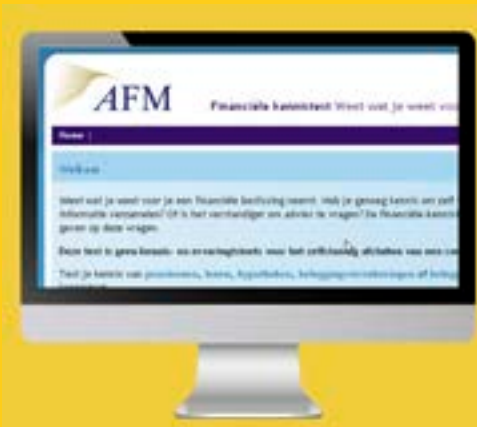 AFM
Financiële kennistest Weet wat je weet
Home |
Welkom
Weet wat je weet voor je een financiële beslissing neemt. Heb je genoeg kennis om zelf
informatie verzamelen? Of is het verstandiger om advies te vragen? De financiële
geven op deze vragen.
Deze test is geen kennis- en ervaringstoets voor het zelfstandig afsluiten van een
Test je kennis van pensioenen, lenen, hypotheken, beleggingsverzekeringen of